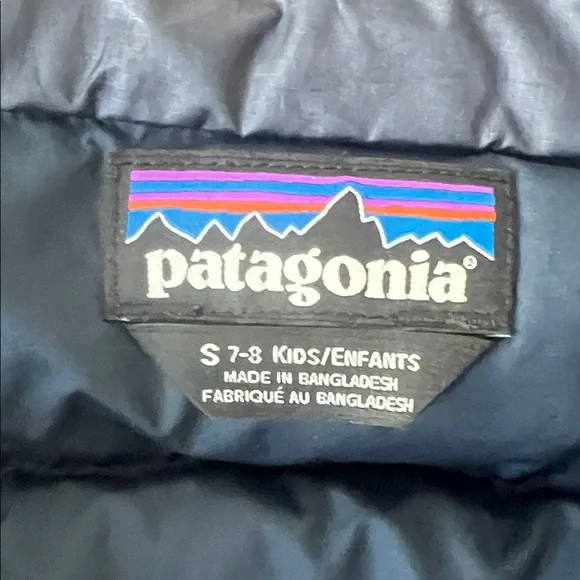 patagonia®
S 7-8 KIDS/ENFANTS
MADE IN BANGLADESH
FABRIQUÉ AU BANGLADESH